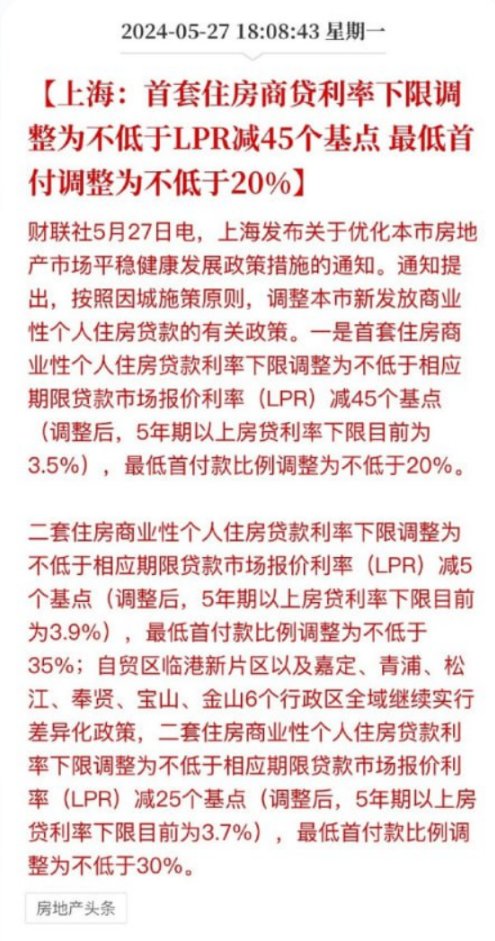 2024-05-27 18:08:43 星期一
【上海：首套住房商贷利率下限调
整为不低于LPR减45个基点 最低首
付调整为不低于20%】
财联社5月27日电，上海发布关于优化本市房地
产市场平稳健康发展政策措施的通知。通知提
出，按照因城施策原则，调整本市新发放商业
性个人住房贷款的有关政策。一是首套住房商
业性个人住房贷款利率下限调整为不低于相应
期限贷款市场报价利率（LPR）减45个基点
（调整后，5年期以上房贷利率下限目前为
3.5%），最低首付款比例调整为不低于20%。
二套住房商业性个人住房贷款利率下限调整为
不低于相应期限贷款市场报价利率（LPR）减5
个基点（调整后，5年期以上房贷利率下限目前
为3.9%），最低首付款比例调整为不低于
35%；自贸区临港新片区以及嘉定、青浦、松
江、奉贤、宝山、金山6个行政区全域继续实行
差异化政策，二套住房商业性个人住房贷款利
率下限调整为不低于相应期限贷款市场报价利
率（LPR）减25个基点（调整后，5年期以上房
贷利率下限目前为3.7%），最低首付款比例调
整为不低于30%。
房地产头条